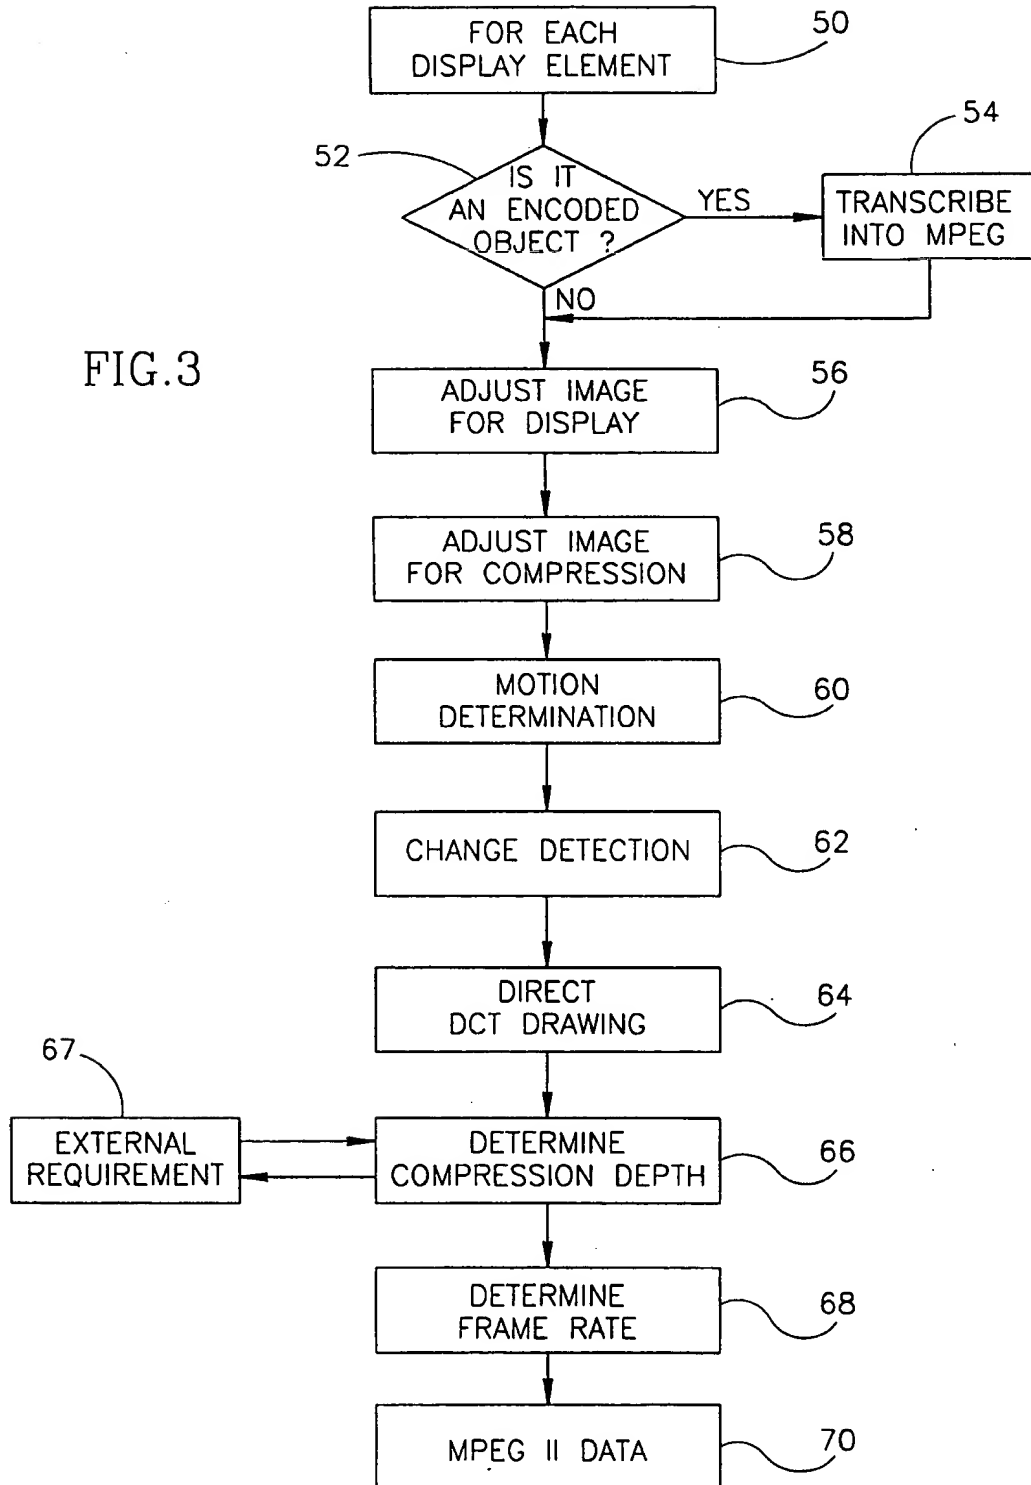 FOR EACH
DISPLAY ELEMENT
50
52
IS IT
AN ENCODED
OBJECT ?
YES
54
TRANSCRIBE
INTO MPEG
NO
FIG.3
ADJUST IMAGE
FOR DISPLAY
56
ADJUST IMAGE
FOR COMPRESSION
58
MOTION
DETERMINATION
60
CHANGE DETECTION
62
DIRECT
DCT DRAWING
64
67
EXTERNAL
REQUIREMENT
DETERMINE
COMPRESSION DEPTH
66
DETERMINE
FRAME RATE
68
MPEG II DATA
70